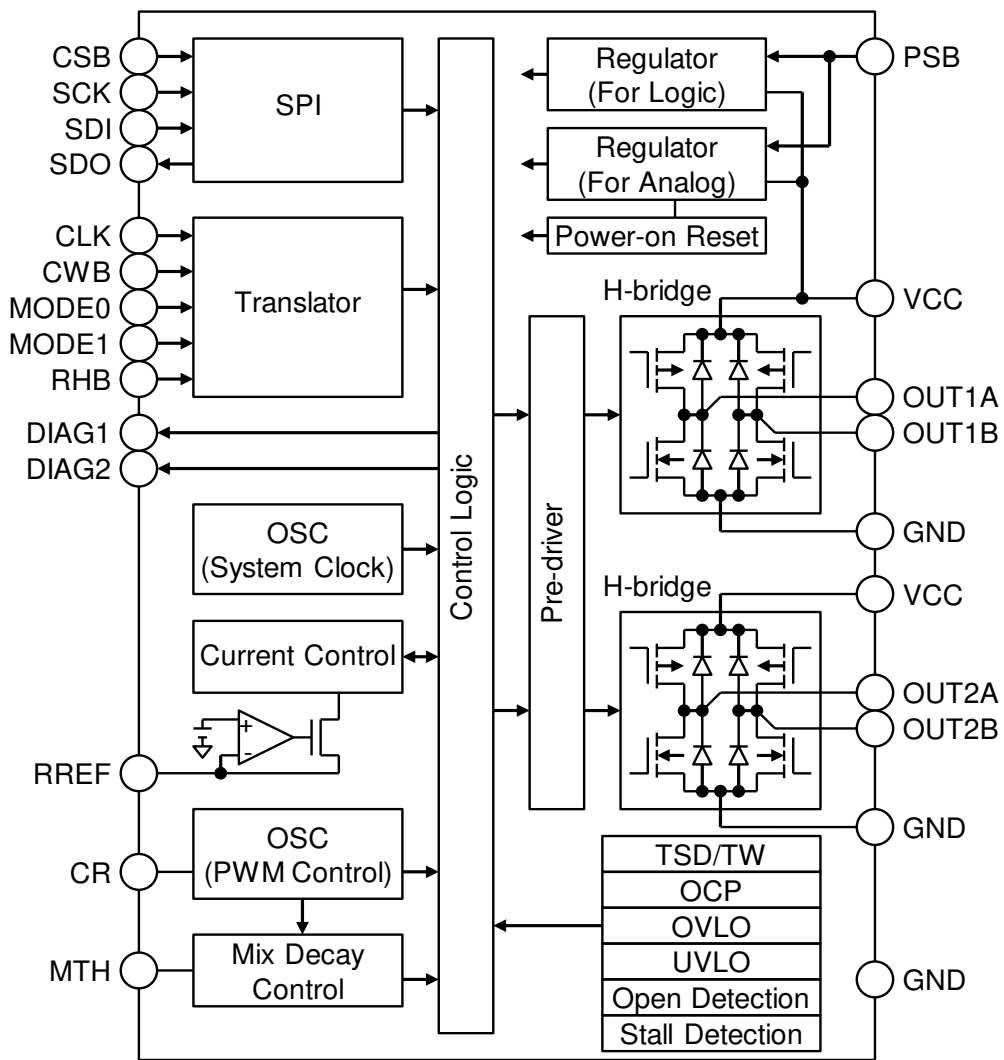 CSB
SCK
SDI
SDO
SPI
CLK
CWB
MODE0
MODE1
RHB
Translator
DIAG1
DIAG2
OSC
(System Clock)
Current Control
+
-
RREF
CR
OSC
(PWM Control)
MTH
Mix Decay
Control
Control Logic
Regulator
(For Logic)
Regulator
(For Analog)
Power-on Reset
PSB
Pre-driver
H-bridge
VCC
OUT1A
OUT1B
GND
H-bridge
VCC
OUT2A
OUT2B
GND
TSD/TW
OCP
OVLO
UVLO
Open Detection
Stall Detection
GND